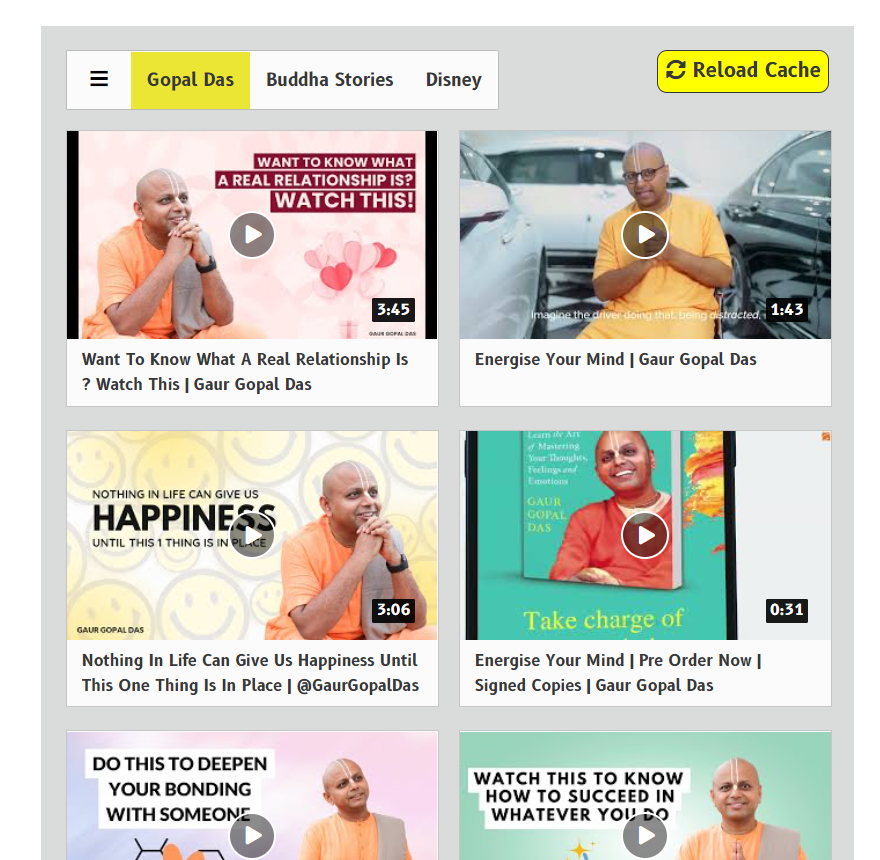 Gopal Das
Buddha Stories
Disney
Reload Cache
WANT TO KNOW WHAT
A REAL RELATIONSHIP IS?
WATCH THIS!
3:45
GAUR GOPAL DAS
Want To Know What A Real Relationship Is
? Watch This | Gaur Gopal Das
Imagine the driver doing that, being distracted,
1:43
Energise Your Mind | Gaur Gopal Das
NOTHING IN LIFE CAN GIVE US
HAPPINESS
UNTIL THIS 1 THING IS IN PLACE
3:06
GAUR GOPAL DAS
Nothing In Life Can Give Us Happiness Until
This One Thing Is In Place | @GaurGopalDas
Learn the Art
of Mastering
Your Thoughts,
Feelings and
Emotions
GAUR
GOPAL
DAS
0:31
Take charge of
Energise Your Mind | Pre Order Now |
Signed Copies | Gaur Gopal Das
DO THIS TO DEEPEN
YOUR BONDING
WITH SOMEONE
WATCH THIS TO KNOW
HOW TO SUCCEED IN
WHATEVER YOU DO